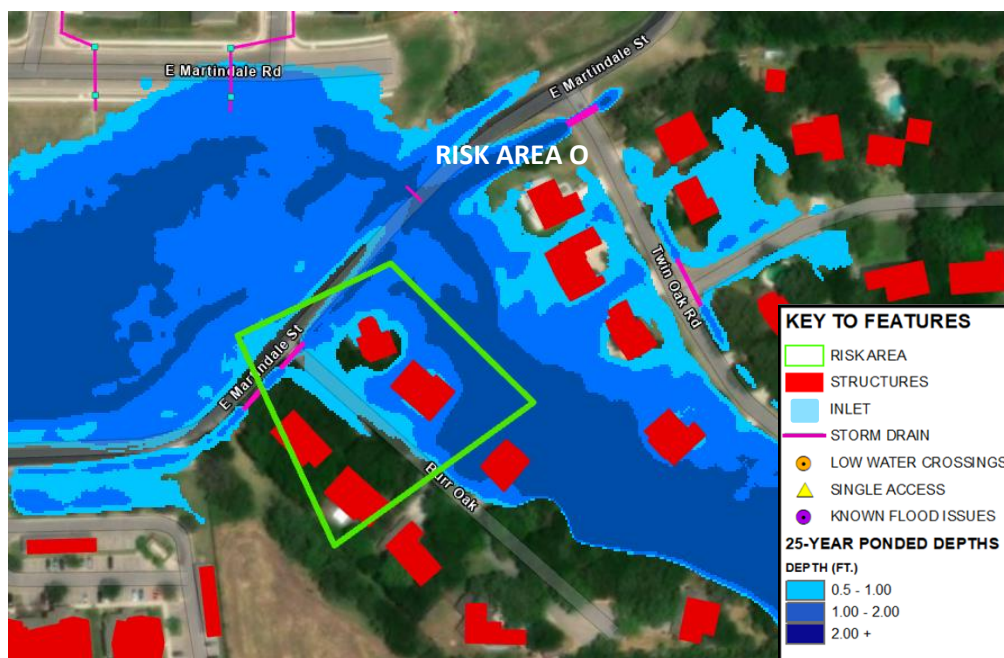 E Martindale Rd
E Martindale St
RISK AREA O
Twin Oak Rd
E Martindale St
Burr Oak
KEY TO FEATURES
RISK AREA
STRUCTURES
INLET
STORM DRAIN
LOW WATER CROSSINGS
SINGLE ACCESS
KNOWN FLOOD ISSUES
25-YEAR PONDED DEPTHS
DEPTH (FT.)
0.5 - 1.00
1.00 - 2.00
2.00 +